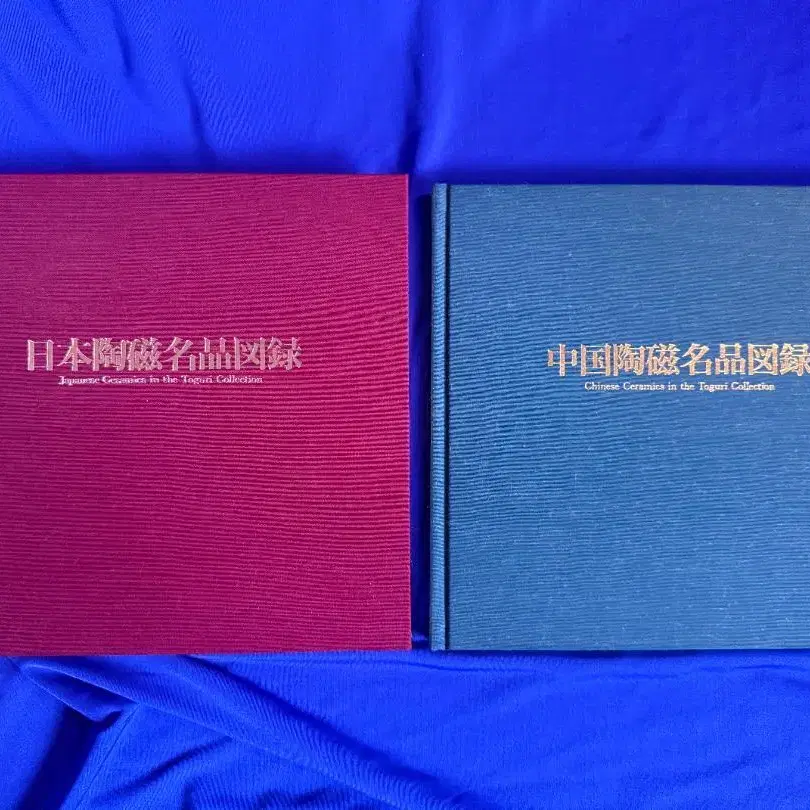 日本陶磁名品図録
Japanese Ceramics in the Toguri Collection
中国陶磁名品図録
Chinese Ceramics in the Toguri Collection